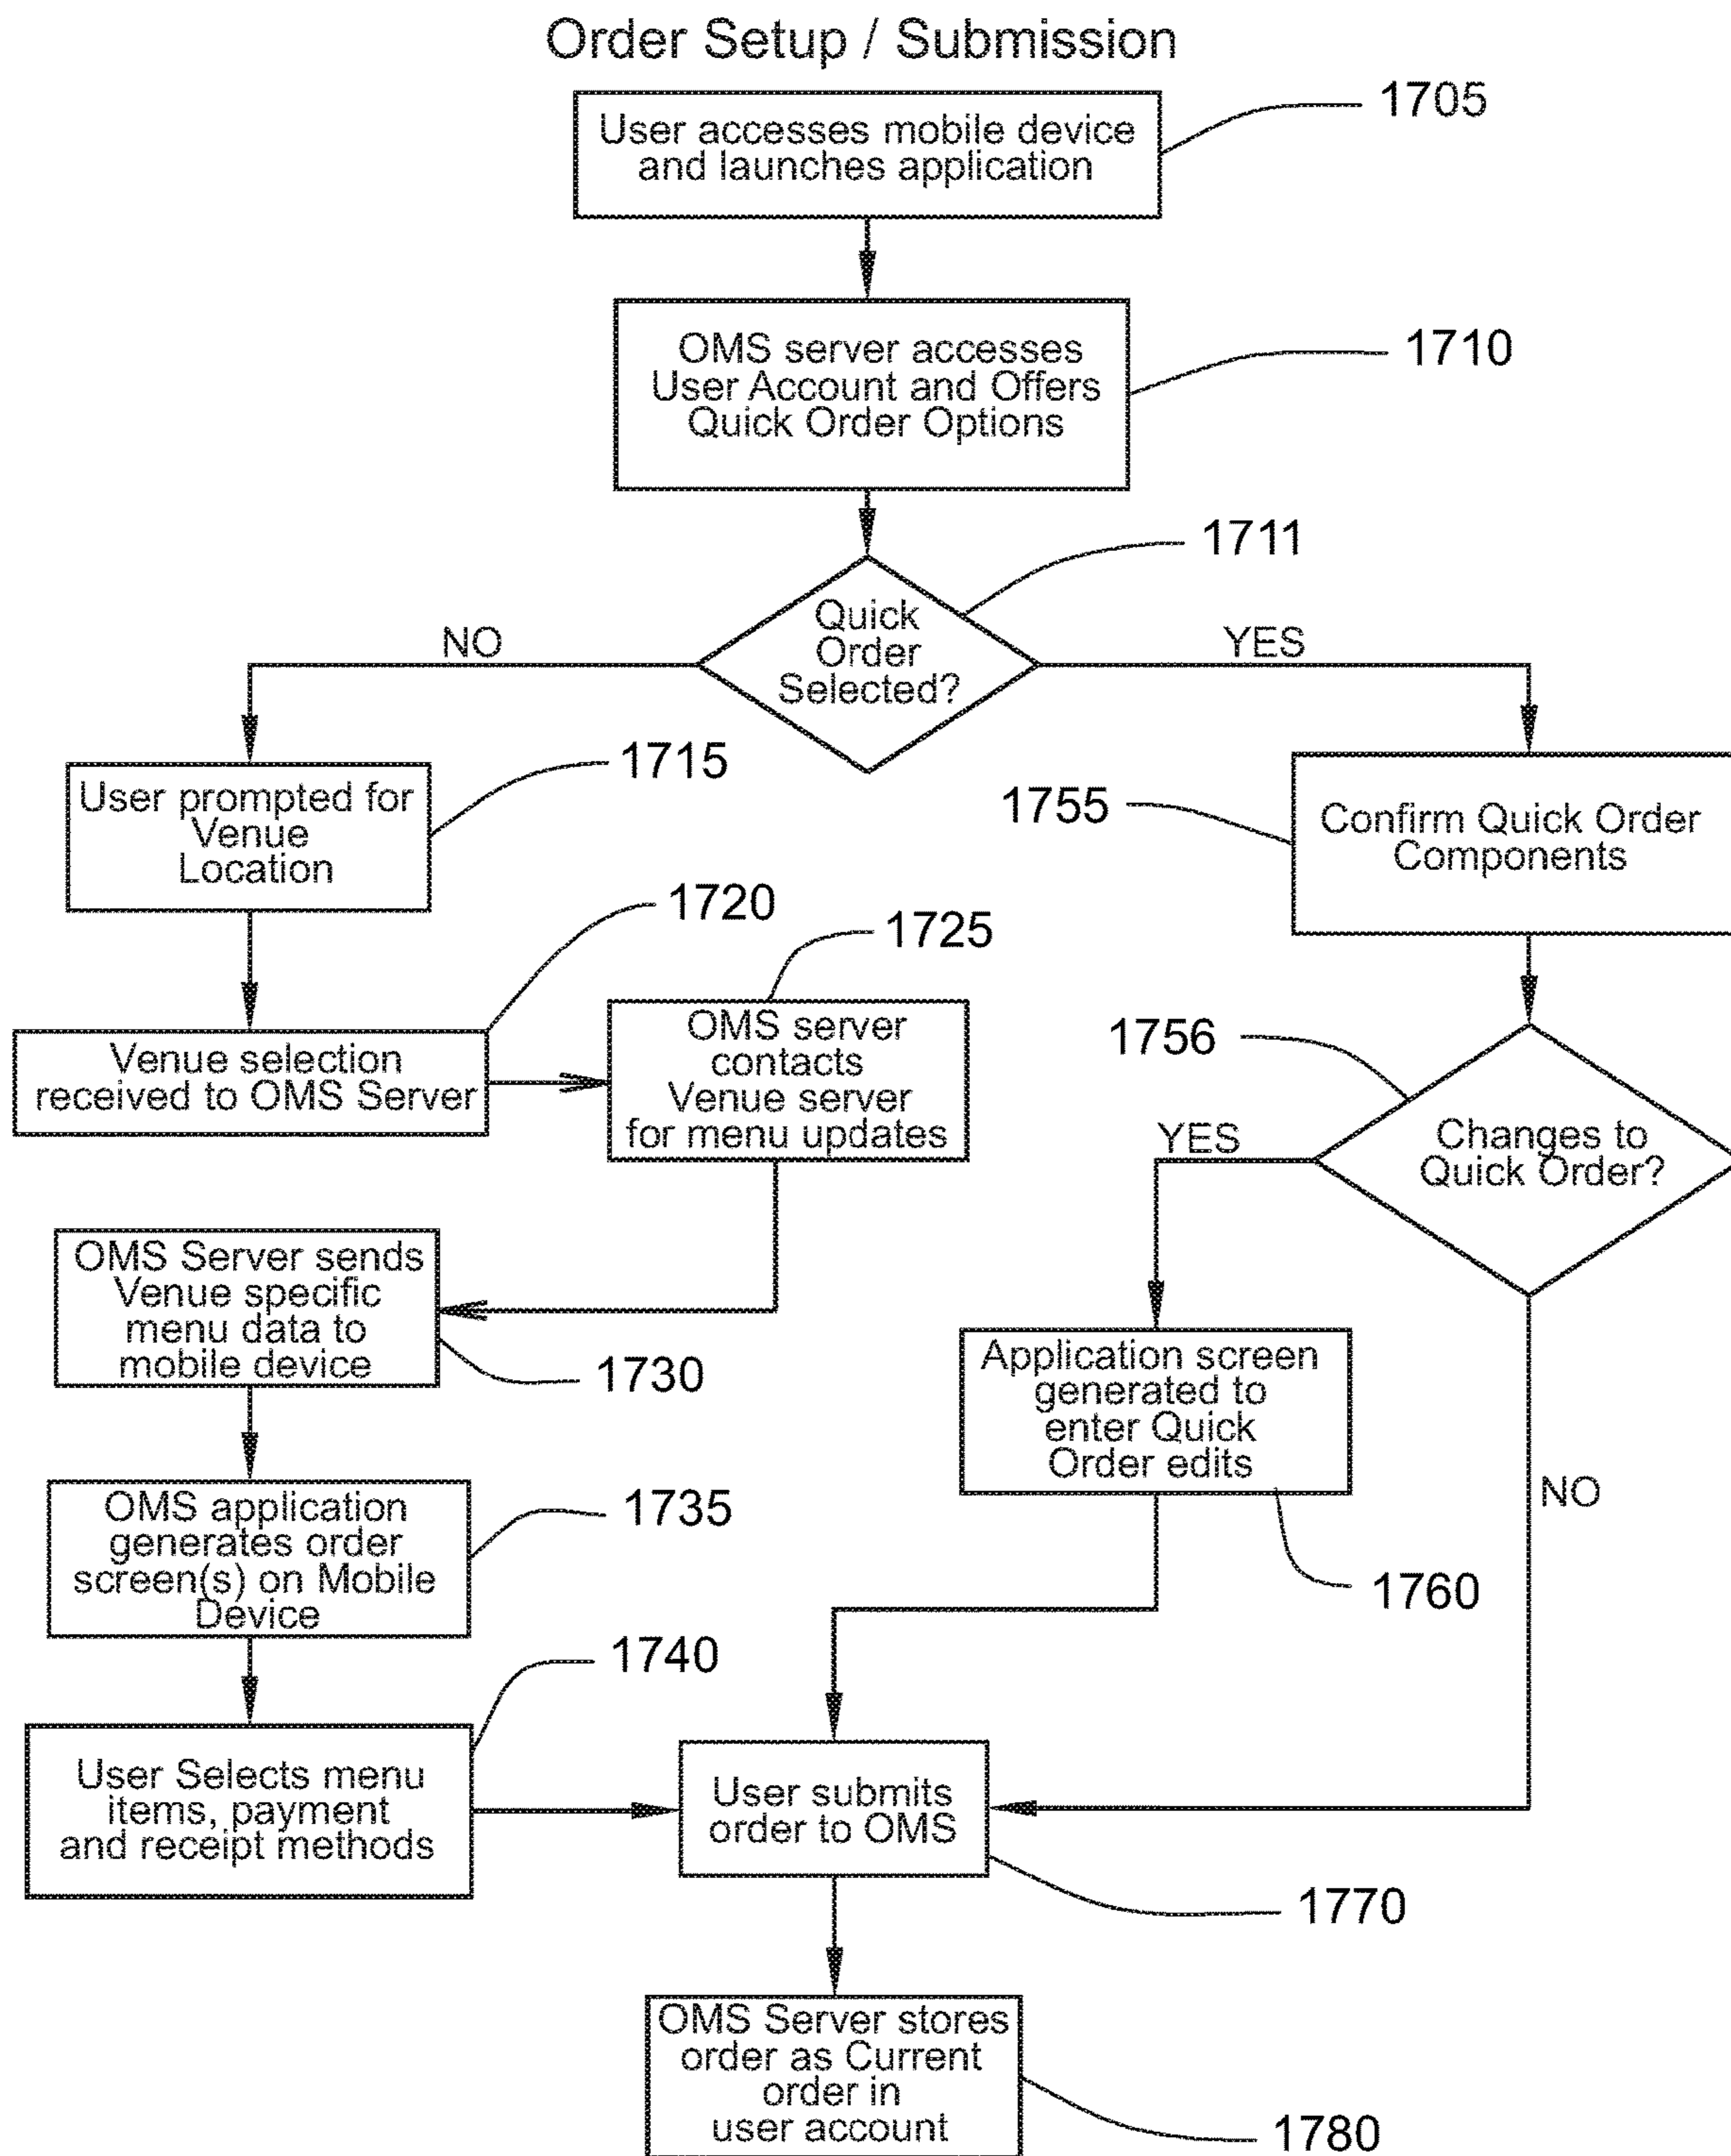 Order Setup / Submission
1705
User accesses mobile device
and launches application
1710
OMS server accesses
User Account and Offers
Quick Order Options
1711
Quick
Order
Selected?
NO
YES
1715
User prompted for
Venue
Location
1755
Confirm Quick Order
Components
1720
Venue selection
received to OMS Server
1725
OMS server
contacts
Venue server
for menu updates
1756
Changes to
Quick Order?
YES
NO
OMS Server sends
Venue specific
menu data to
mobile device
1730
Application screen
generated to
enter Quick
Order edits
1760
OMS application
generates order
screen(s) on Mobile
Device
1735
1740
User Selects menu
items, payment
and receipt methods
User submits
order to OMS
1770
OMS Server stores
order as Current
order in
user account
1780